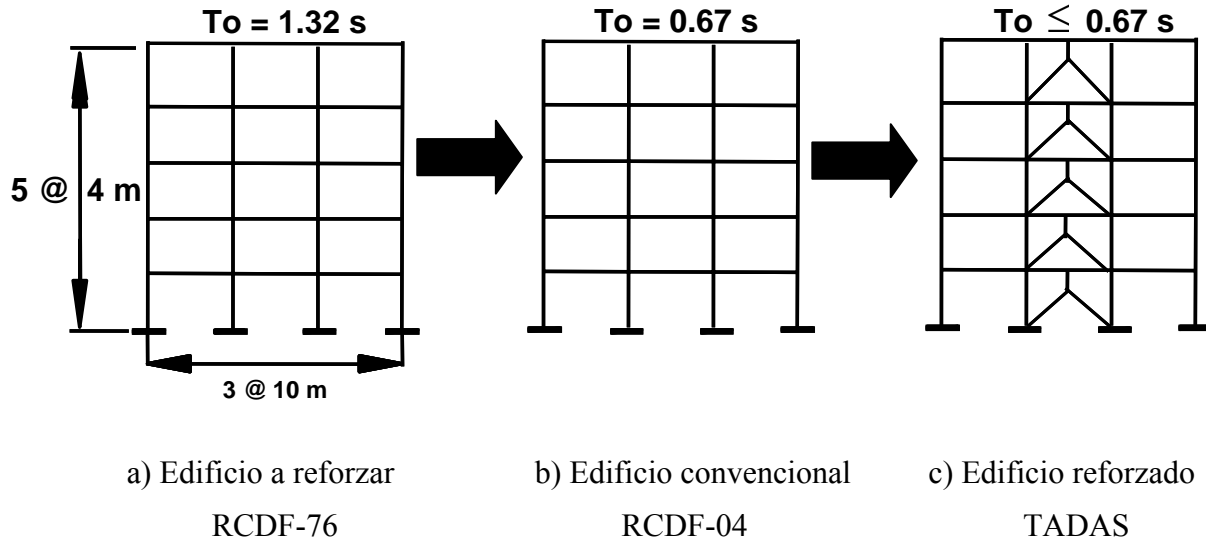 To = 1.32 s
To = 0.67 s
To ≤ 0.67 s
5 @ 4 m
3 @ 10 m
a) Edificio a reforzar
b) Edificio convencional
c) Edificio reforzado
RCDF-76
RCDF-04
TADAS